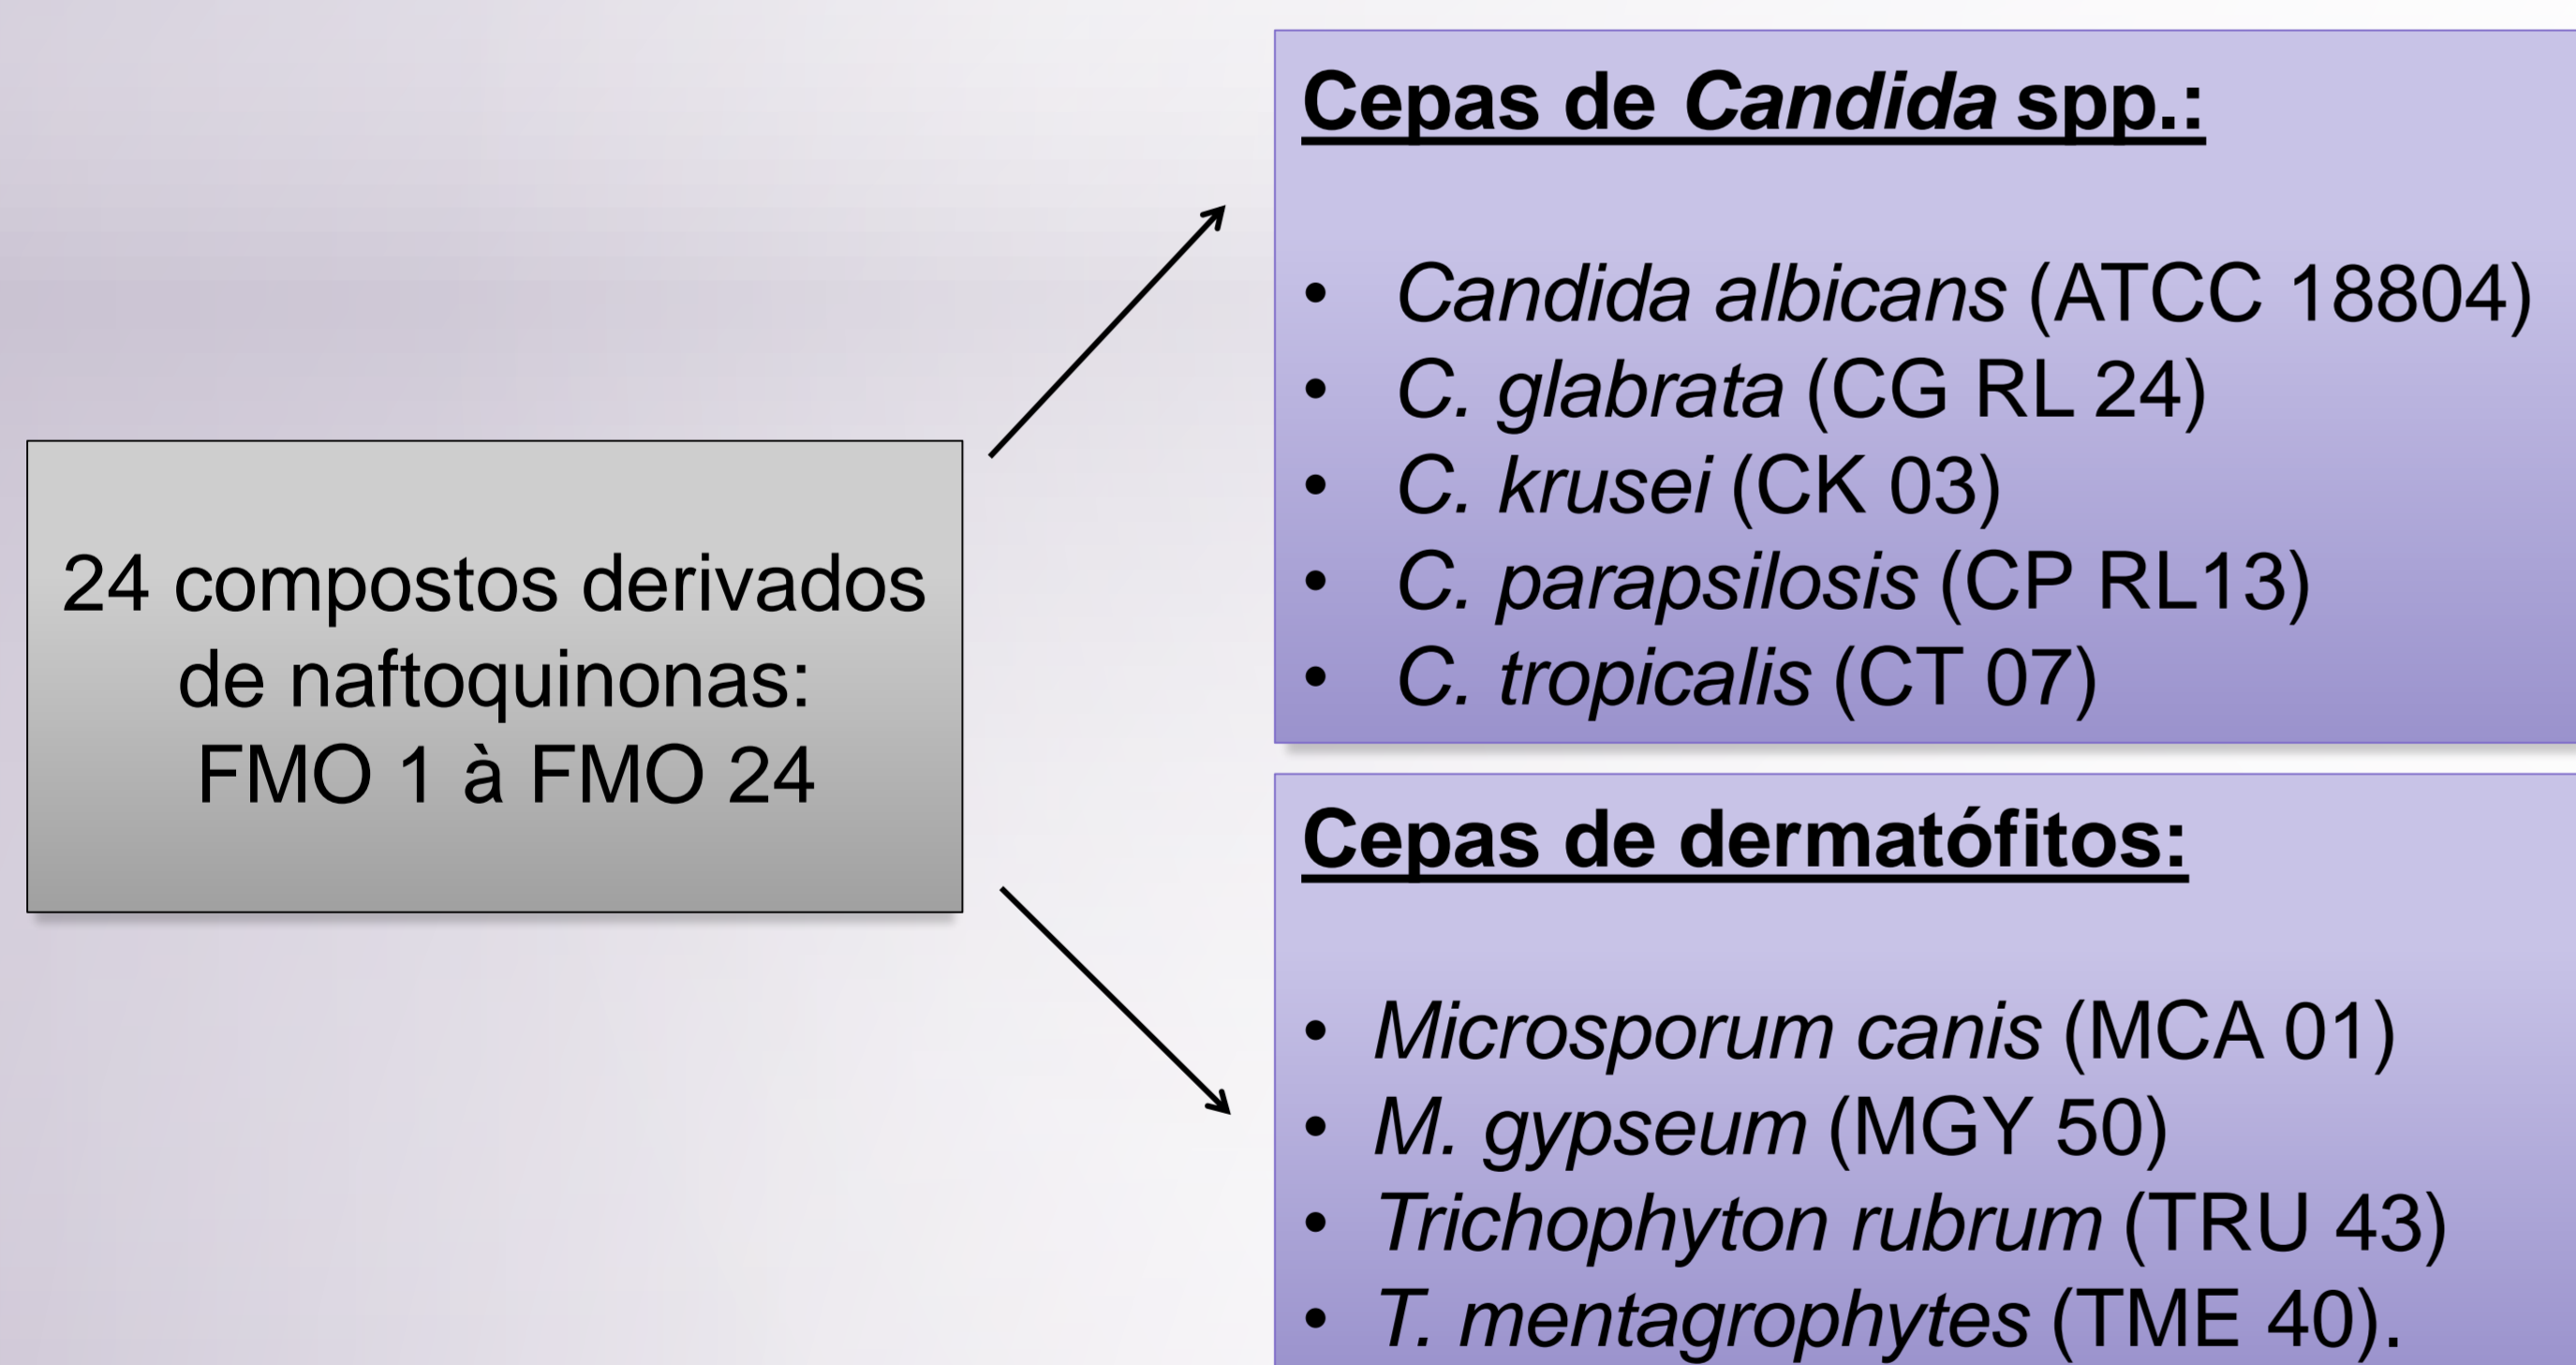 24 compostos derivados
de naftoquinonas:
FMO 1 à FMO 24
Cepas de Candida spp.:
• Candida albicans (ATCC 18804)
• C. glabrata (CG RL 24)
• C. krusei (CK 03)
• C. parapsilosis (CP RL13)
• C. tropicalis (CT 07)
Cepas de dermatófitos:
• Microsporum canis (MCA 01)
• M. gypseum (MGY 50)
• Trichophyton rubrum (TRU 43)
• T. mentagrophytes (TME 40).